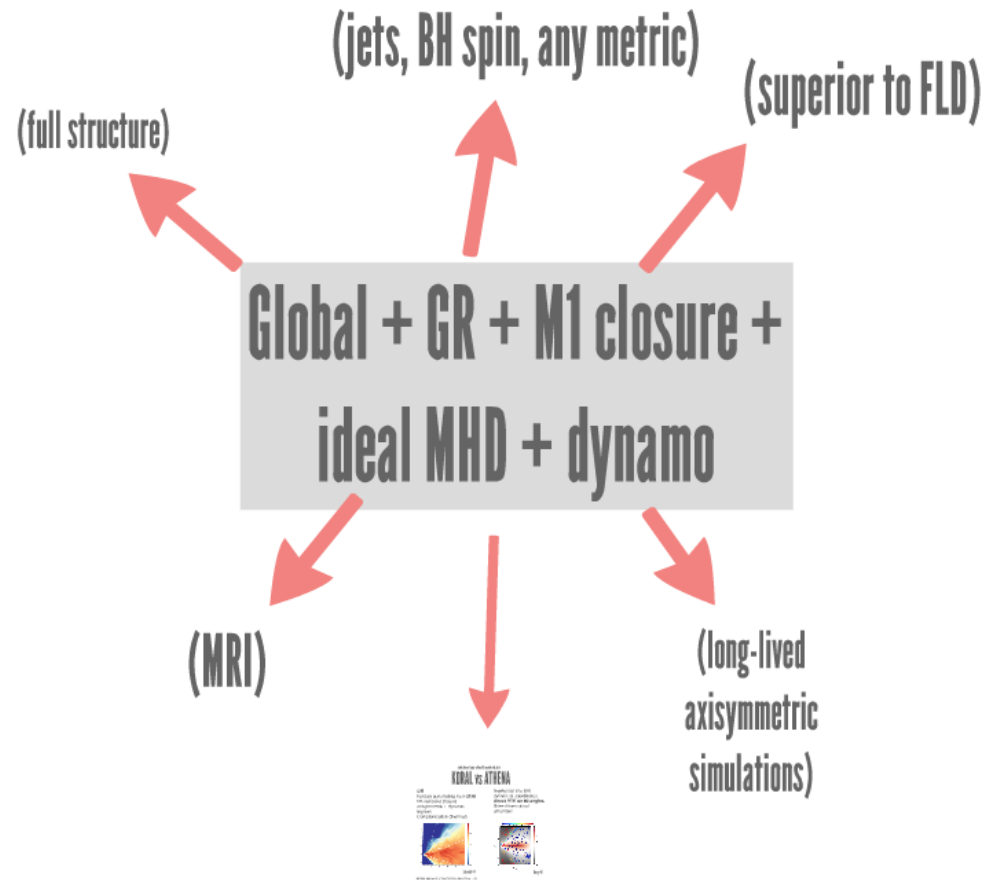 (jets, BH spin, any metric)
(superior to FLD)
(full structure)
Global + GR + M1 closure +
ideal MHD + dynamo
(MRI)
(long-lived
axisymmetric
simulations)
KORAL vs ATHENA